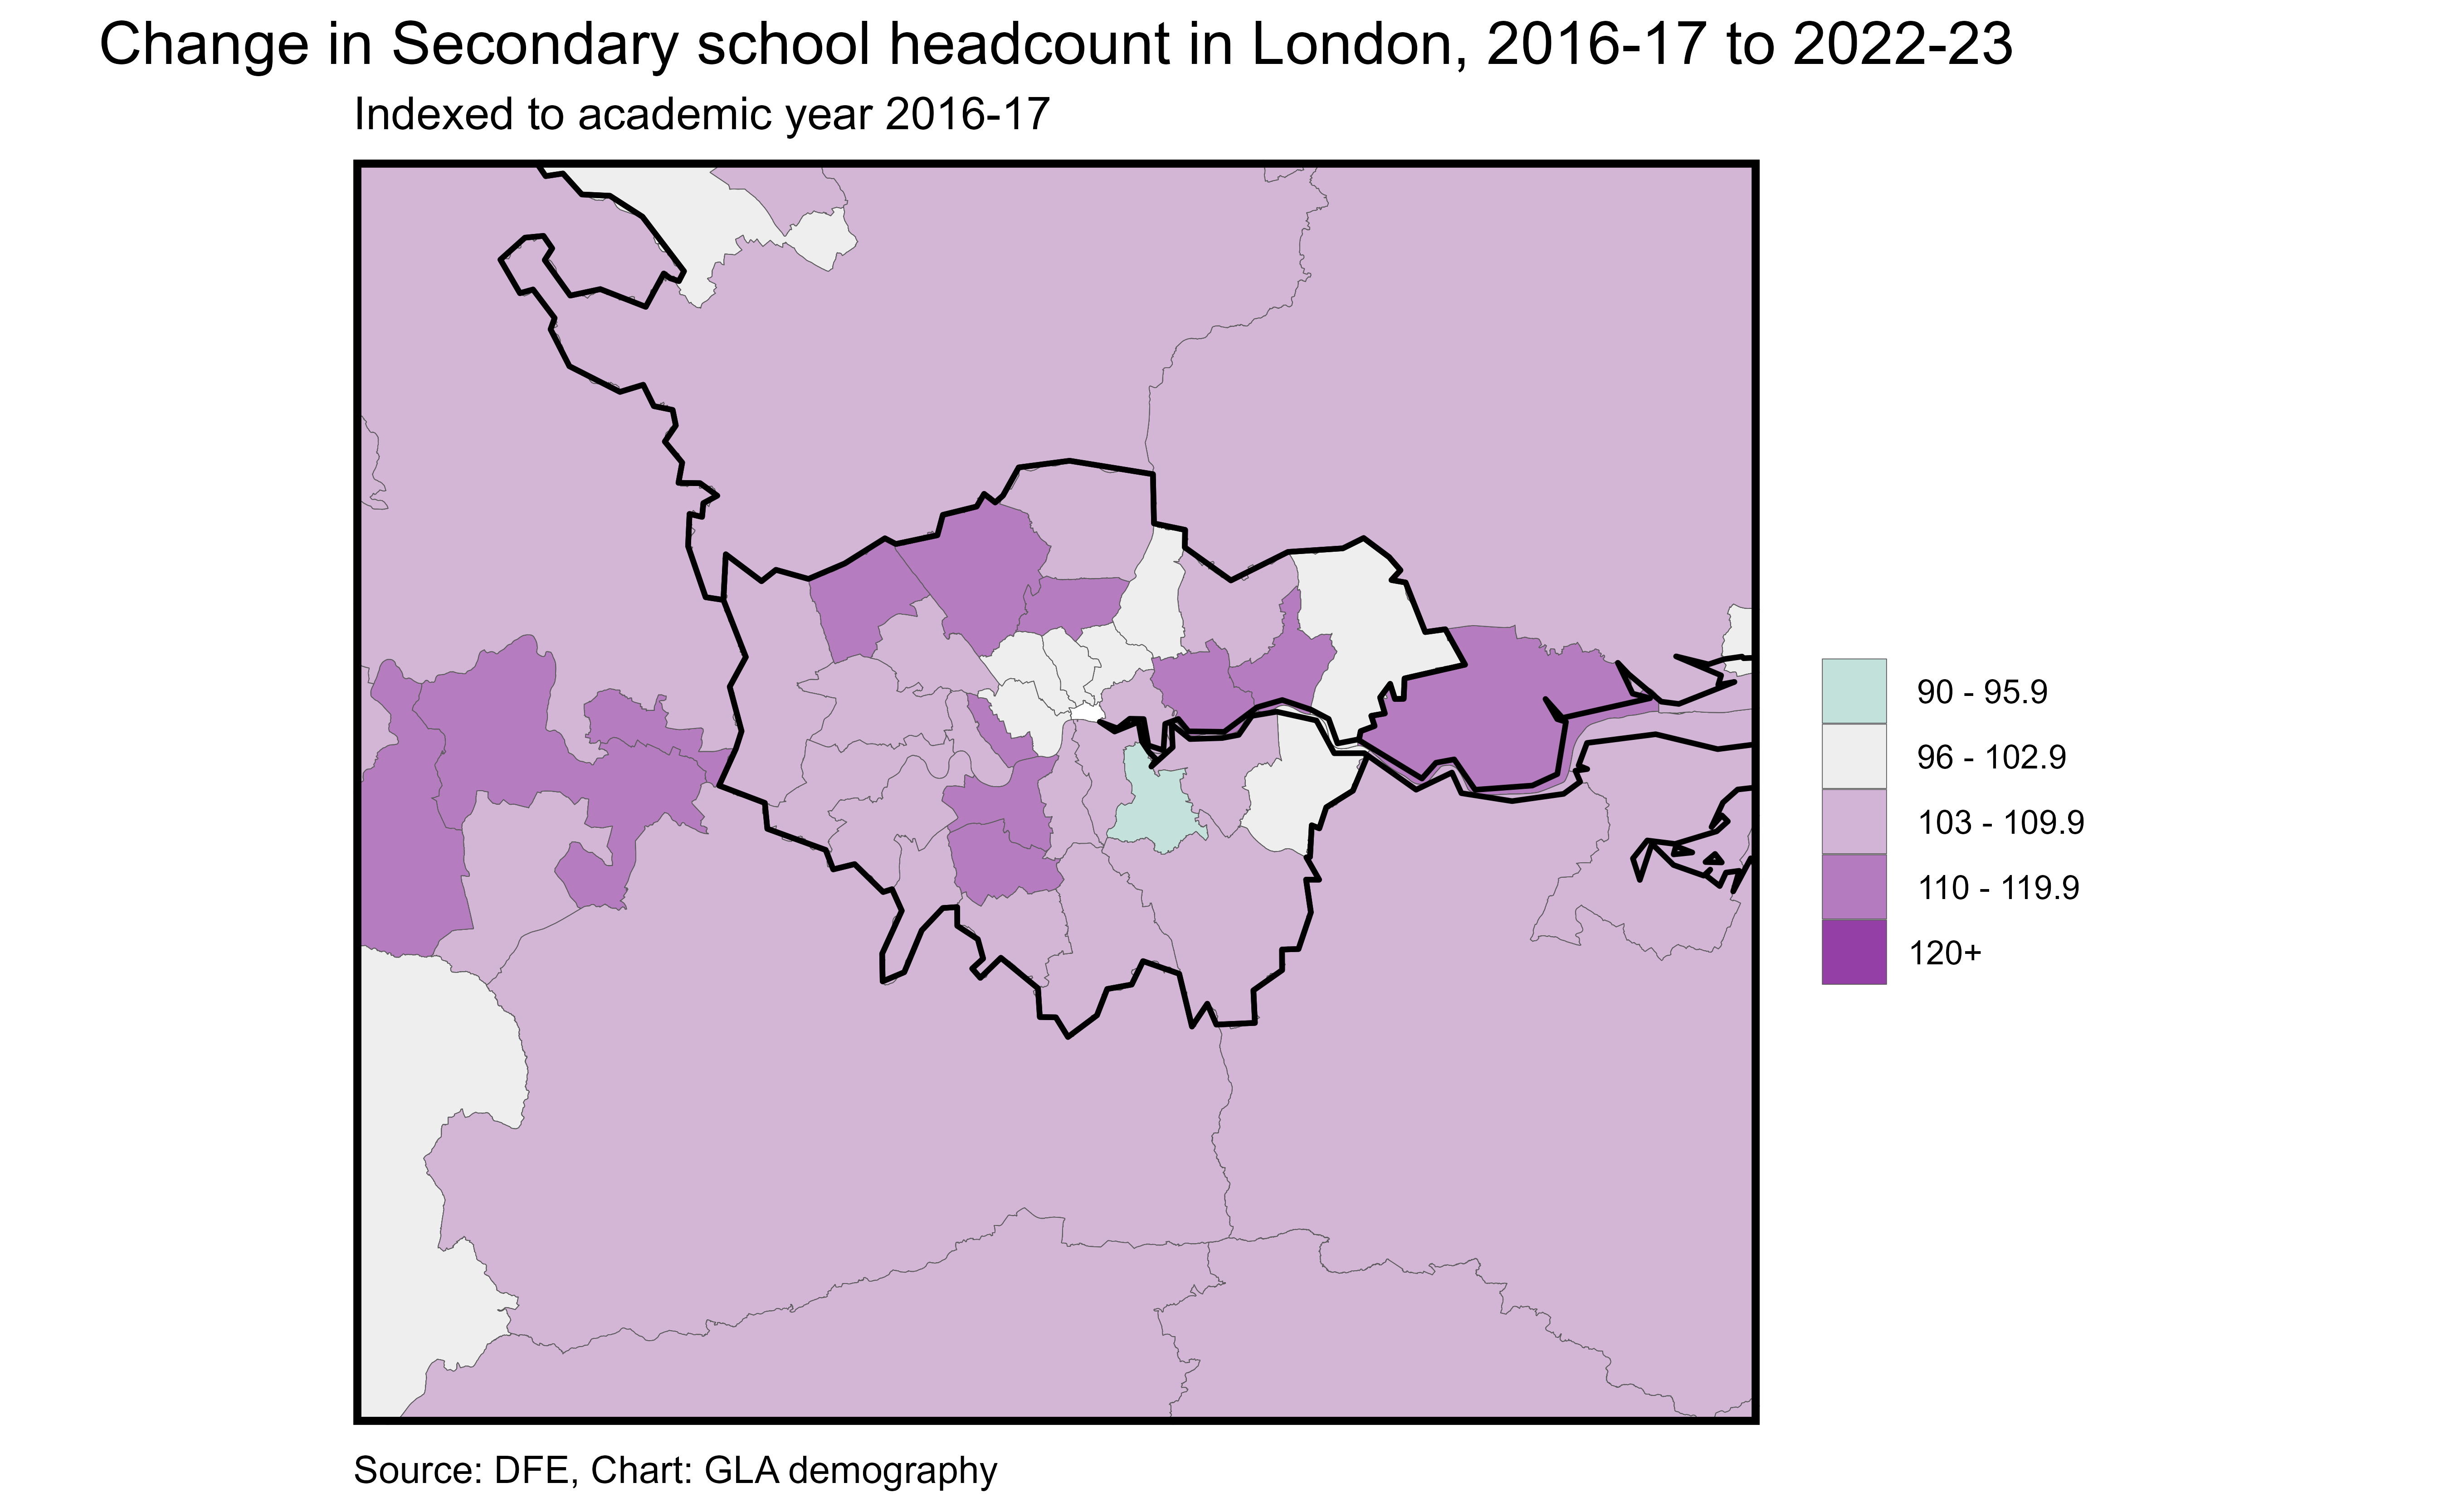 Change in Secondary school headcount in London, 2016-17 to 2022-23
Indexed to academic year 2016-17
90 - 95.9
96 - 102.9
103 - 109.9
110 - 119.9
120+
Source: DFE, Chart: GLA demography